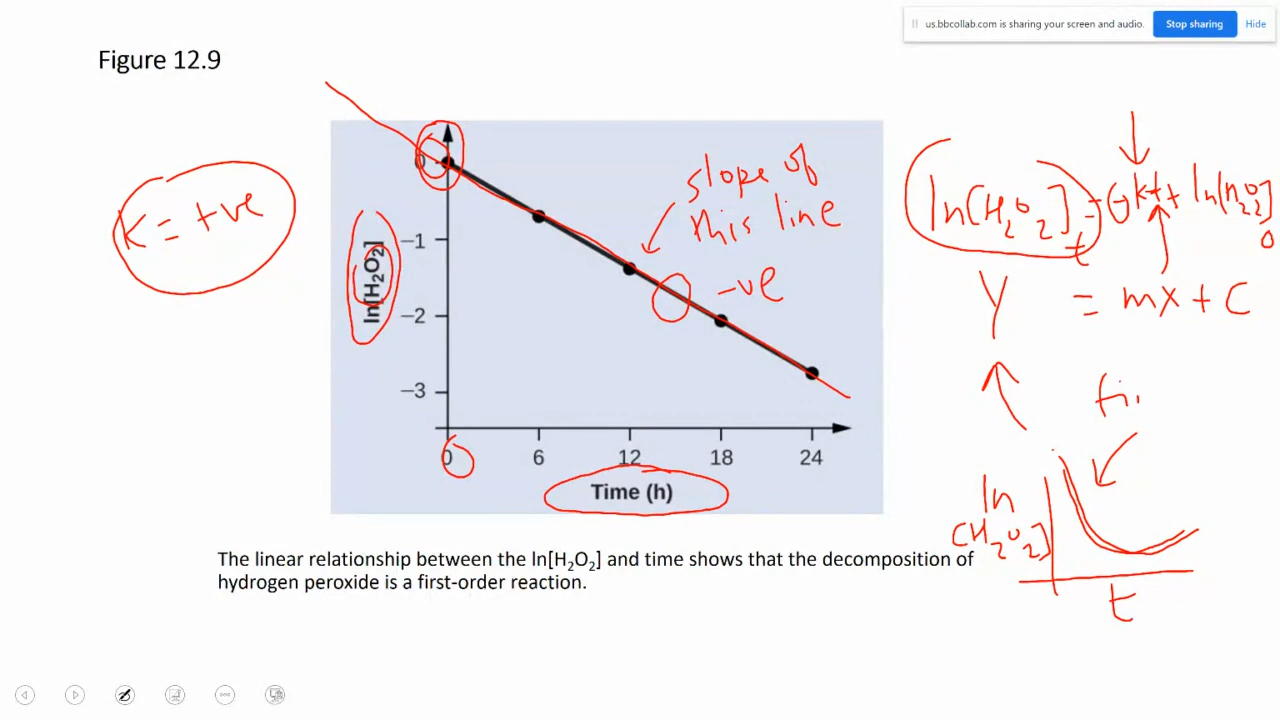 us.bbcollab.com is sharing your screen and audio. Stop sharing Hide
Figure 12.9
K = +ve
0
−1
−2
−3
ln[H₂O₂]
slope of
this line
−ve
0 6 12 18 24
Time (h)
ln[H₂O₂]t = −kt + ln[H₂O₂]0
Y = mx + C
ln
[H₂O₂]
t
The linear relationship between the ln[H₂O₂] and time shows that the decomposition of
hydrogen peroxide is a first-order reaction.